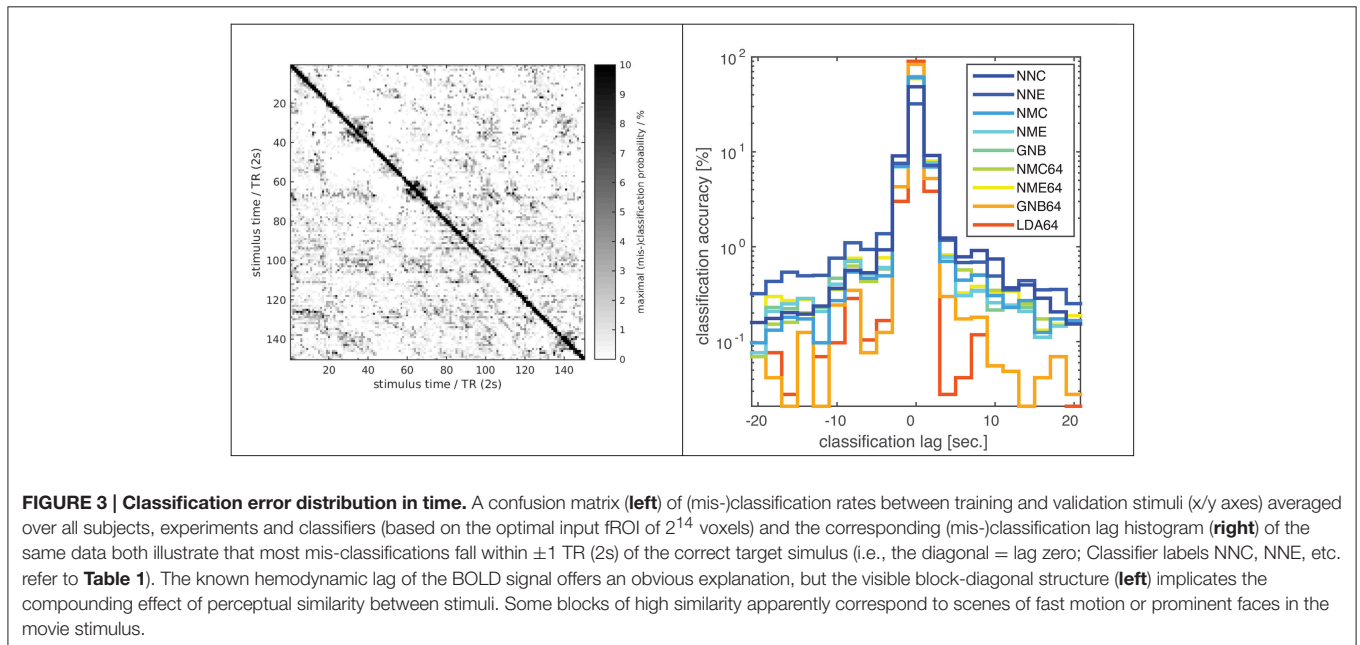 20
40
60
80
100
120
140
20 40 60 80 100 120 140
stimulus time / TR (2s)
stimulus time / TR (2s)
10
9
8
7
6
5
4
3
2
1
0
maximal (mis-)classification probability / %
10^2
10^1
10^0
10^-1
classification accuracy [%]
-20 -10 0 10 20
classification lag [sec.]
NNC
NNE
NMC
NME
GNB
NMC64
NME64
GNB64
LDA64
FIGURE 3 | Classification error distribution in time. A confusion matrix (left) of (mis-)classification rates between training and validation stimuli (x/y axes) averaged
over all subjects, experiments and classifiers (based on the optimal input fROI of 2^14 voxels) and the corresponding (mis-)classification lag histogram (right) of the
same data both illustrate that most mis-classifications fall within ±1 TR (2s) of the correct target simulus (i.e., the diagonal = lag zero; Classifier labels NNC, NNE, etc.
refer to Table 1). The known hemodynamic lag of the BOLD signal offers an obvious explanation, but the visible block-diagonal structure (left) implicates the
compounding effect of perceptual similarity between stimuli. Some blocks of high similarity apparently correspond to scenes of fast motion or prominent faces in the
movie stimulus.